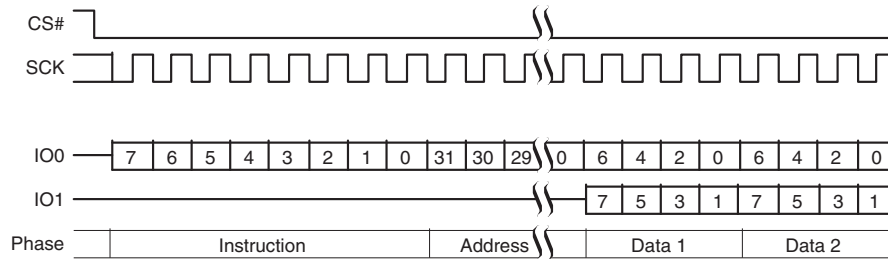 CS#
SCK
IO0 7 6 5 4 3 2 1 0 31 30 29 0 6 4 2 0 6 4 2 0
IO1 7 5 3 1 7 5 3 1
Phase Instruction Address Data 1 Data 2